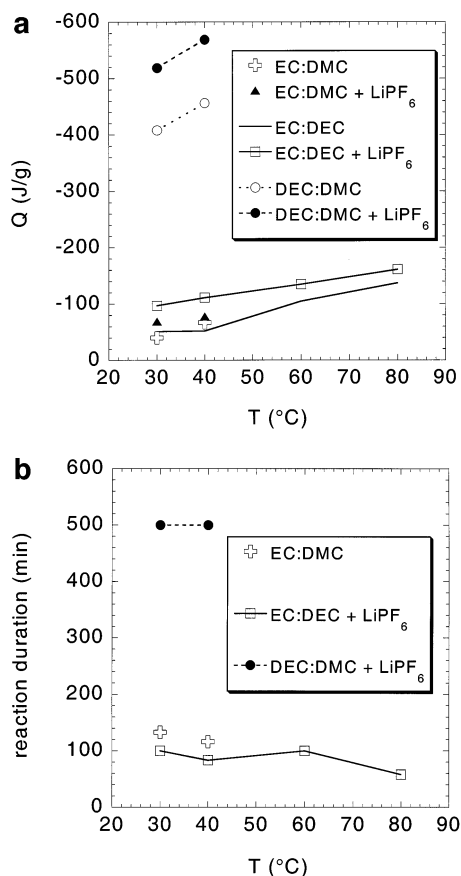 a
-600
-500
-400
-300
-200
-100
0
Q (J/g)
EC:DMC
EC:DMC + LiPF6
EC:DEC
EC:DEC + LiPF6
DEC:DMC
DEC:DMC + LiPF6
20 30 40 50 60 70 80 90
T (°C)
b
600
500
400
300
200
100
0
reaction duration (min)
EC:DMC
EC:DEC + LiPF6
DEC:DMC + LiPF6
20 30 40 50 60 70 80 90
T (°C)